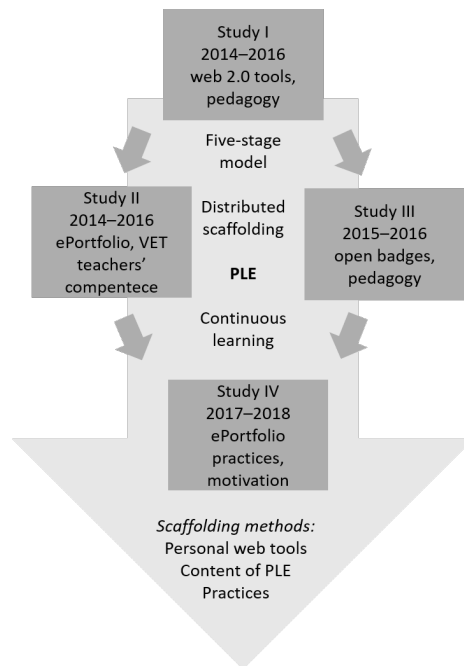 Study I
2014–2016
web 2.0 tools,
pedagogy
Five-stage
model
Study II
2014–2016
ePortfolio, VET
teachers’
compentece
Distributed
scaffolding
PLE
Study III
2015–2016
open badges,
pedagogy
Continuous
learning
Study IV
2017–2018
ePortfolio
practices,
motivation
Scaffolding methods:
Personal web tools
Content of PLE
Practices